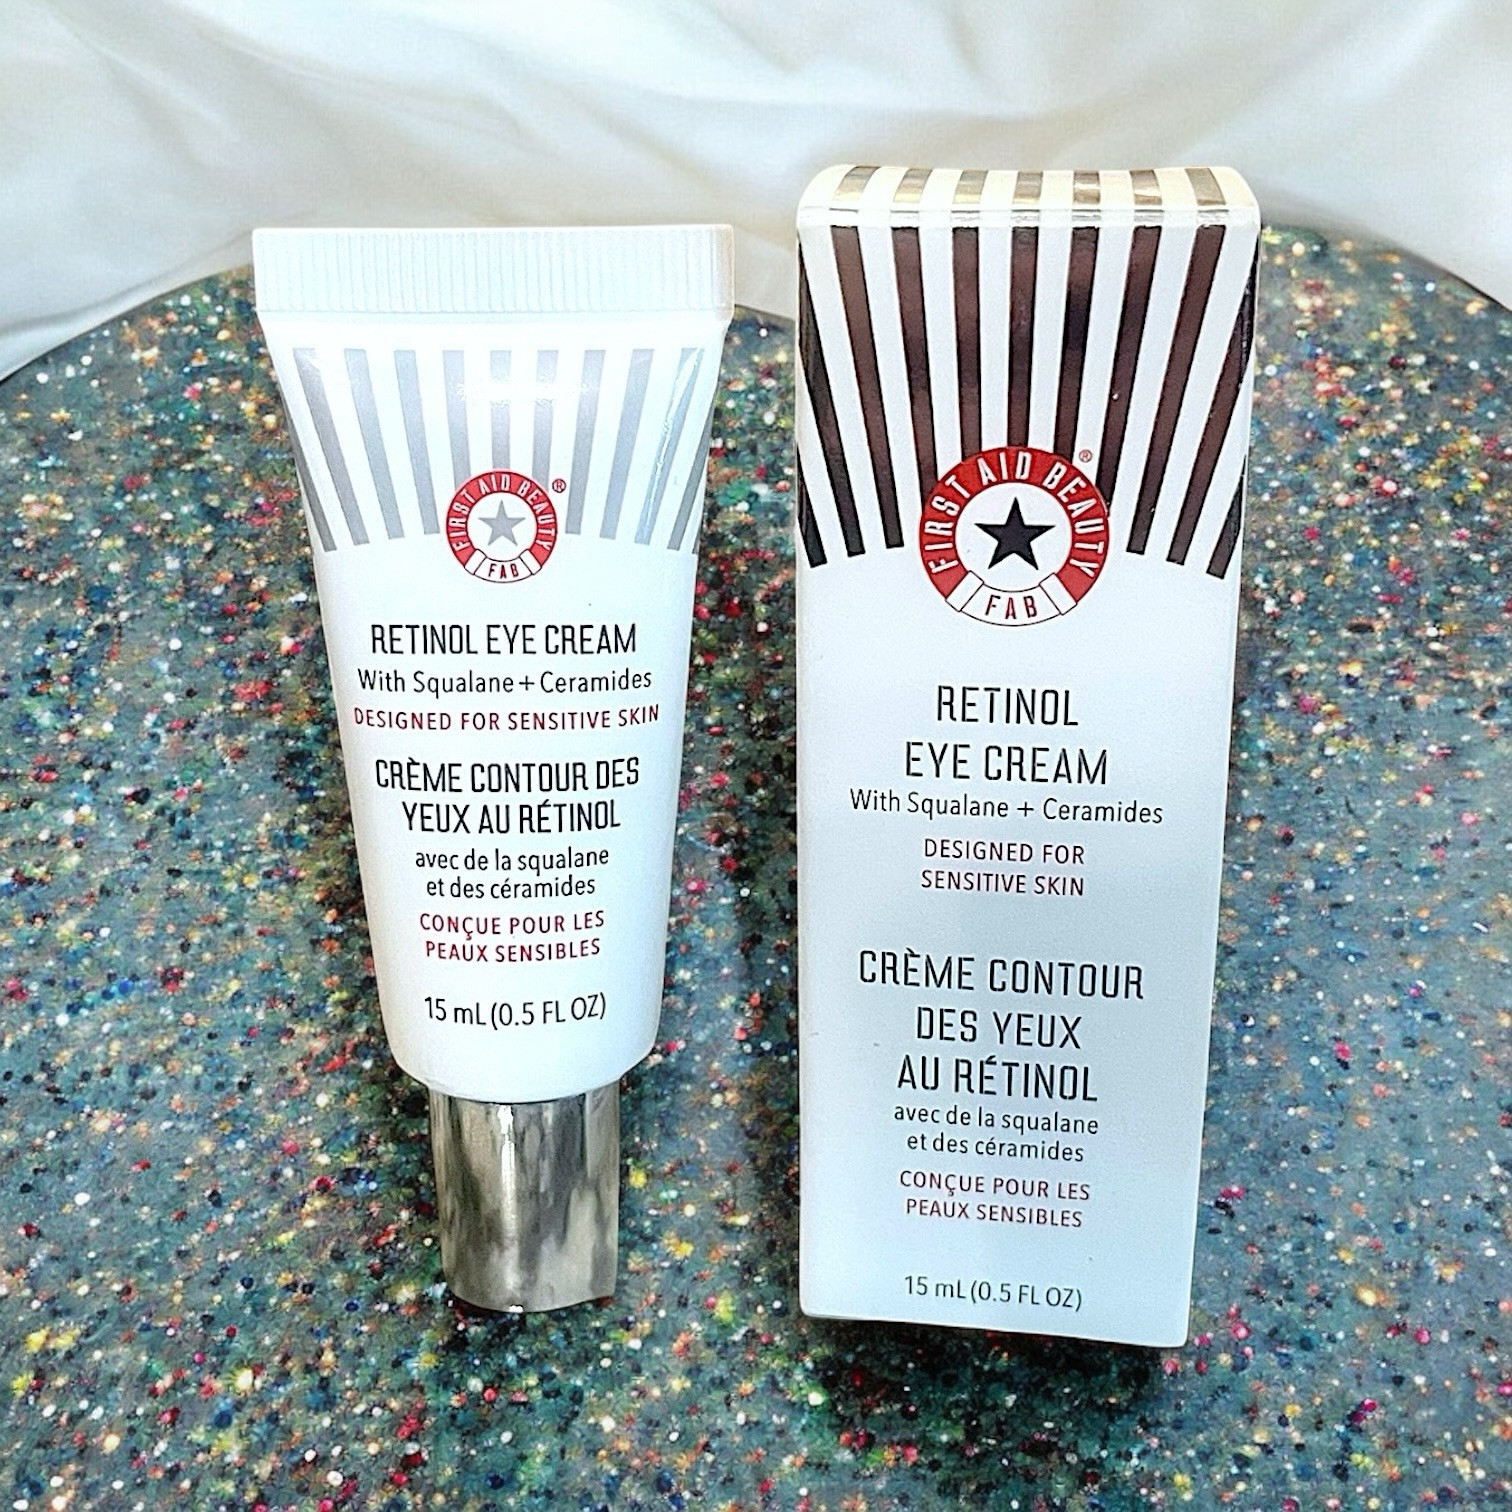 FIRST AID BEAUTY®
FAB
RETINOL EYE CREAM
With Squalane + Ceramides
DESIGNED FOR SENSITIVE SKIN
CRÈME CONTOUR DES
YEUX AU RÉTINOL
avec de la squalane
et des céramides
CONÇUE POUR LES
PEAUX SENSIBLES
15 mL (0.5 FL OZ)
FIRST AID BEAUTY®
FAB
RETINOL
EYE CREAM
With Squalane + Ceramides
DESIGNED FOR
SENSITIVE SKIN
CRÈME CONTOUR
DES YEUX
AU RÉTINOL
avec de la squalane
et des céramides
CONÇUE POUR LES
PEAUX SENSIBLES
15 mL (0.5 FL OZ)